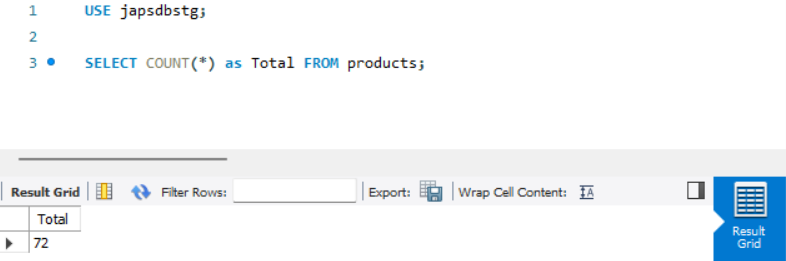 1 USE japsdbstg;
2
3 SELECT COUNT(*) as Total FROM products;
Result Grid Filter Rows: Export: Wrap Cell Content: IA
Total
72
Result
Grid